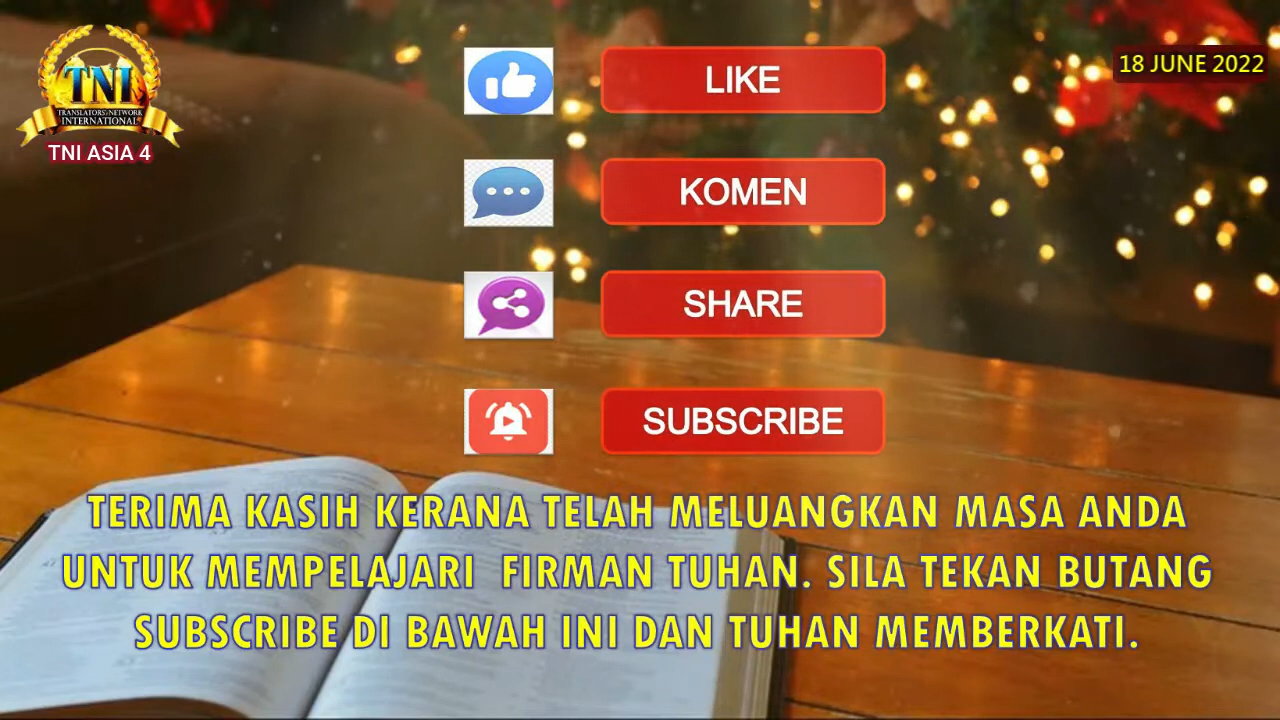 TNI
TRANSLATORS' NETWORK
INTERNATIONAL
TNI ASIA 4
18 JUNE 2022
LIKE
KOMEN
SHARE
SUBSCRIBE
TERIMA KASIH KERANA TELAH MELUANGKAN MASA ANDA
UNTUK MEMPELAJARI FIRMAN TUHAN. SILA TEKAN BUTANG
SUBSCRIBE DI BAWAH INI DAN TUHAN MEMBERKATI.